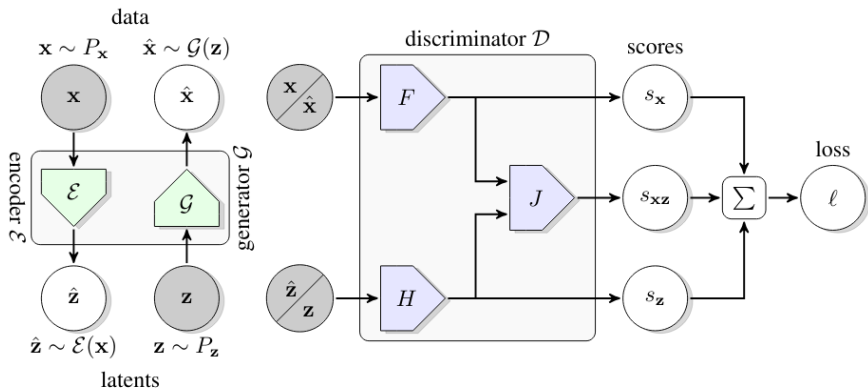 data
x ∼ P_x
x̂ ∼ G(z)
x
x̂
encoder E
E
G
generator G
ẑ
z
ẑ ∼ E(x)
z ∼ P_z
latents
discriminator D
x
x̂
F
J
ẑ
z
H
scores
s_x
s_xz
s_z
∑
loss
ℓ